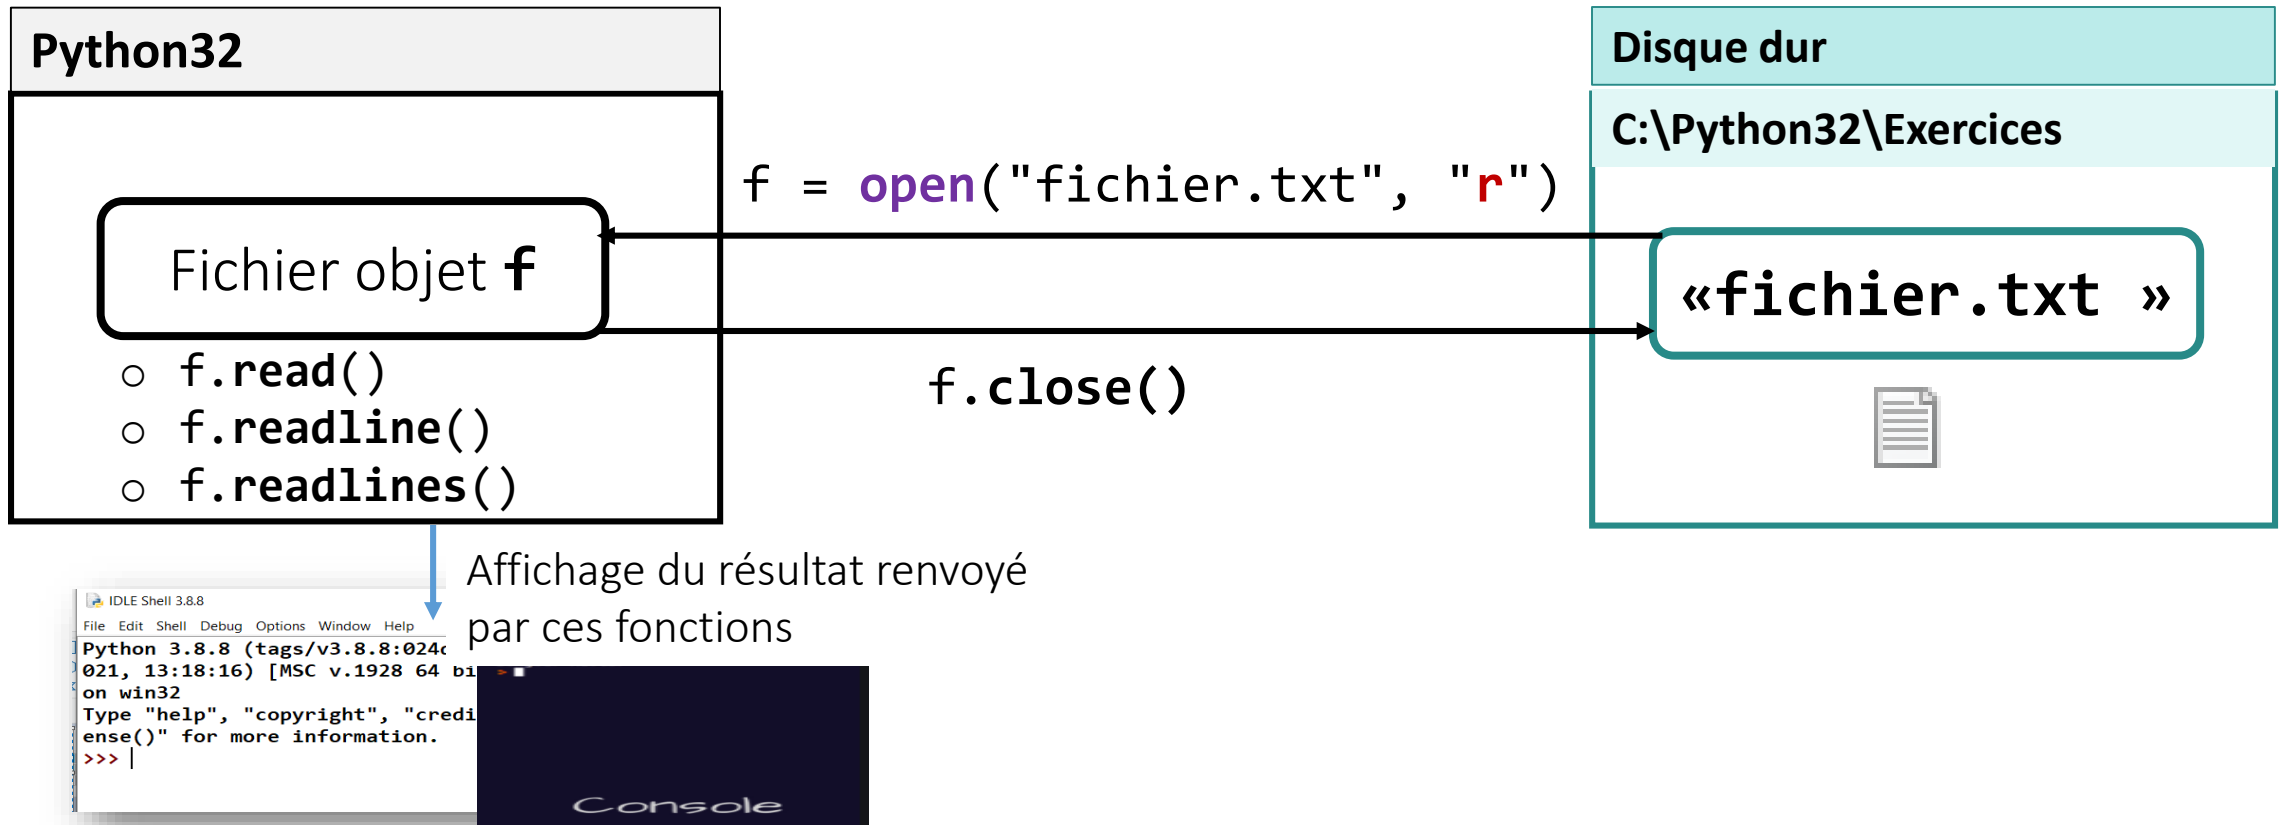 Python32
Disque dur
C:\Python32\Exercices
f = open("fichier.txt", "r")
Fichier objet f
«fichier.txt »
f.close()
o f.read()
o f.readline()
o f.readlines()
Affichage du résultat renvoyé
par ces fonctions
IDLE Shell 3.8.8
File Edit Shell Debug Options Window Help
Python 3.8.8 (tags/v3.8.8:024
021, 13:18:16) [MSC v.1928 64 bi
on win32
Type "help", "copyright", "credi
ense()" for more information.
>>>
>
Console